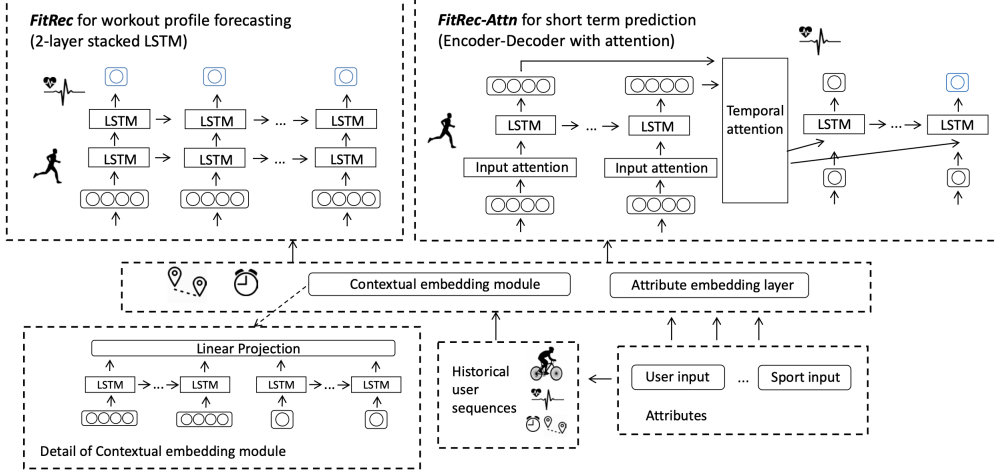 FitRec for workout profile forecasting
(2-layer stacked LSTM)
LSTM
LSTM
...
LSTM
LSTM
LSTM
...
LSTM
FitRec-Attn for short term prediction
(Encoder-Decoder with attention)
LSTM
...
LSTM
Input attention
Input attention
Temporal
attention
LSTM
...
LSTM
Contextual embedding module
Attribute embedding layer
Linear Projection
LSTM
...
LSTM
LSTM
...
LSTM
Detail of Contextual embedding module
Historical
user
sequences
User input
...
Sport input
Attributes